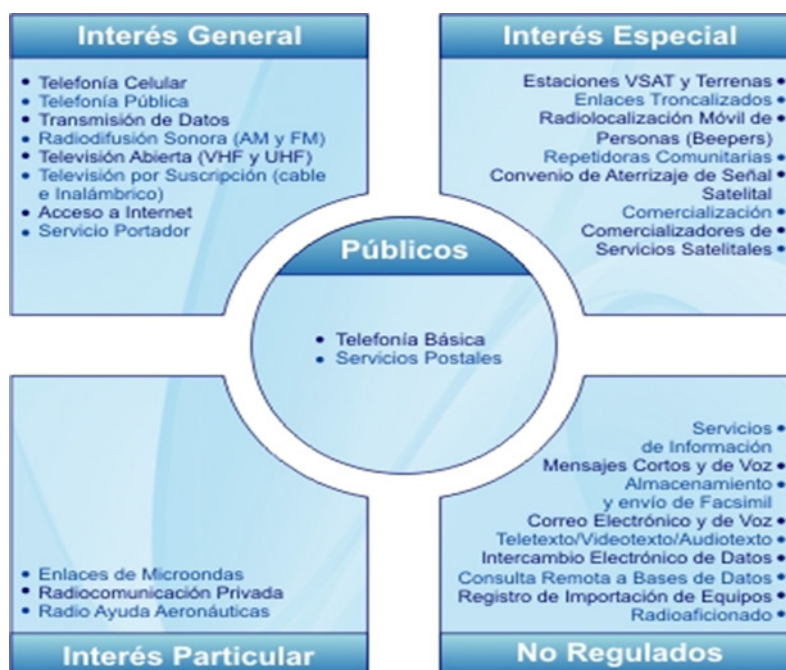 Interés General
• Telefonía Celular
• Telefonía Pública
• Transmisión de Datos
• Radiodifusión Sonora (AM y FM)
• Televisión Abierta (VHF y UHF)
• Televisión por Suscripción (cable
e Inalámbrico)
• Acceso a Internet
• Servicio Portador
Interés Especial
Estaciones VSAT y Terrenas •
Enlaces Troncalizados •
Radiolocalización Móvil de •
Personas (Beepers)
Repetidoras Comunitarias •
Convenio de Aterrizaje de Señal •
Satelital
Comercialización •
Comercializadores de •
Servicios Satelitales •
Públicos
• Telefonía Básica
• Servicios Postales
• Enlaces de Microondas
• Radiocomunicación Privada
• Radio Ayuda Aeronáuticas
Interés Particular
Servicios •
de Información
Mensajes Cortos y de Voz •
Almacenamiento •
y envío de Facsimil
Correo Electrónico y de Voz •
Teletexto/Videotexto/Audiotexto •
Intercambio Electrónico de Datos •
Consulta Remota a Bases de Datos •
Registro de Importación de Equipos •
Radioaficionado •
No Regulados